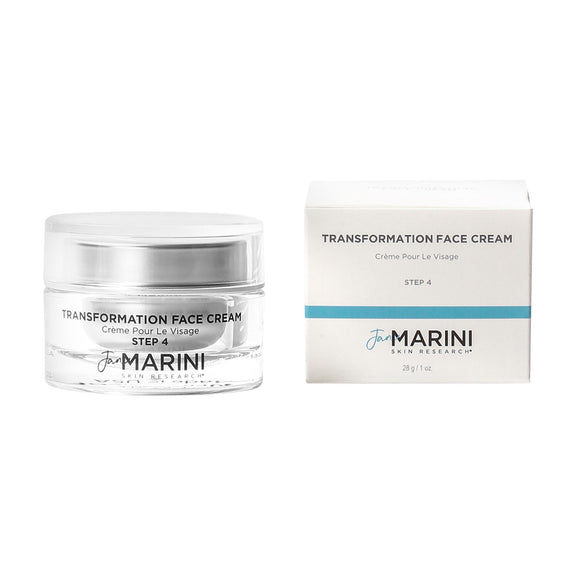 TRANSFORMATION FACE CREAM
Crème Pour Le Visage
STEP 4
Jan MARINI
SKIN RESEARCH®
TRANSFORMATION FACE CREAM
Crème Pour Le Visage
STEP 4
Jan MARINI
SKIN RESEARCH®
28 g / 1 oz.